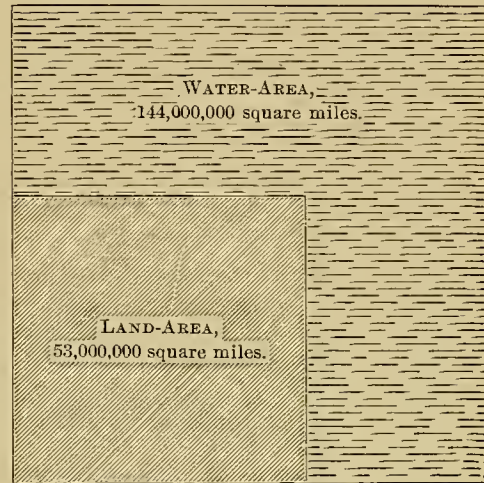 WATER-AREA,
144,000,000 square miles.
LAND-AREA,
53,000,000 square miles.